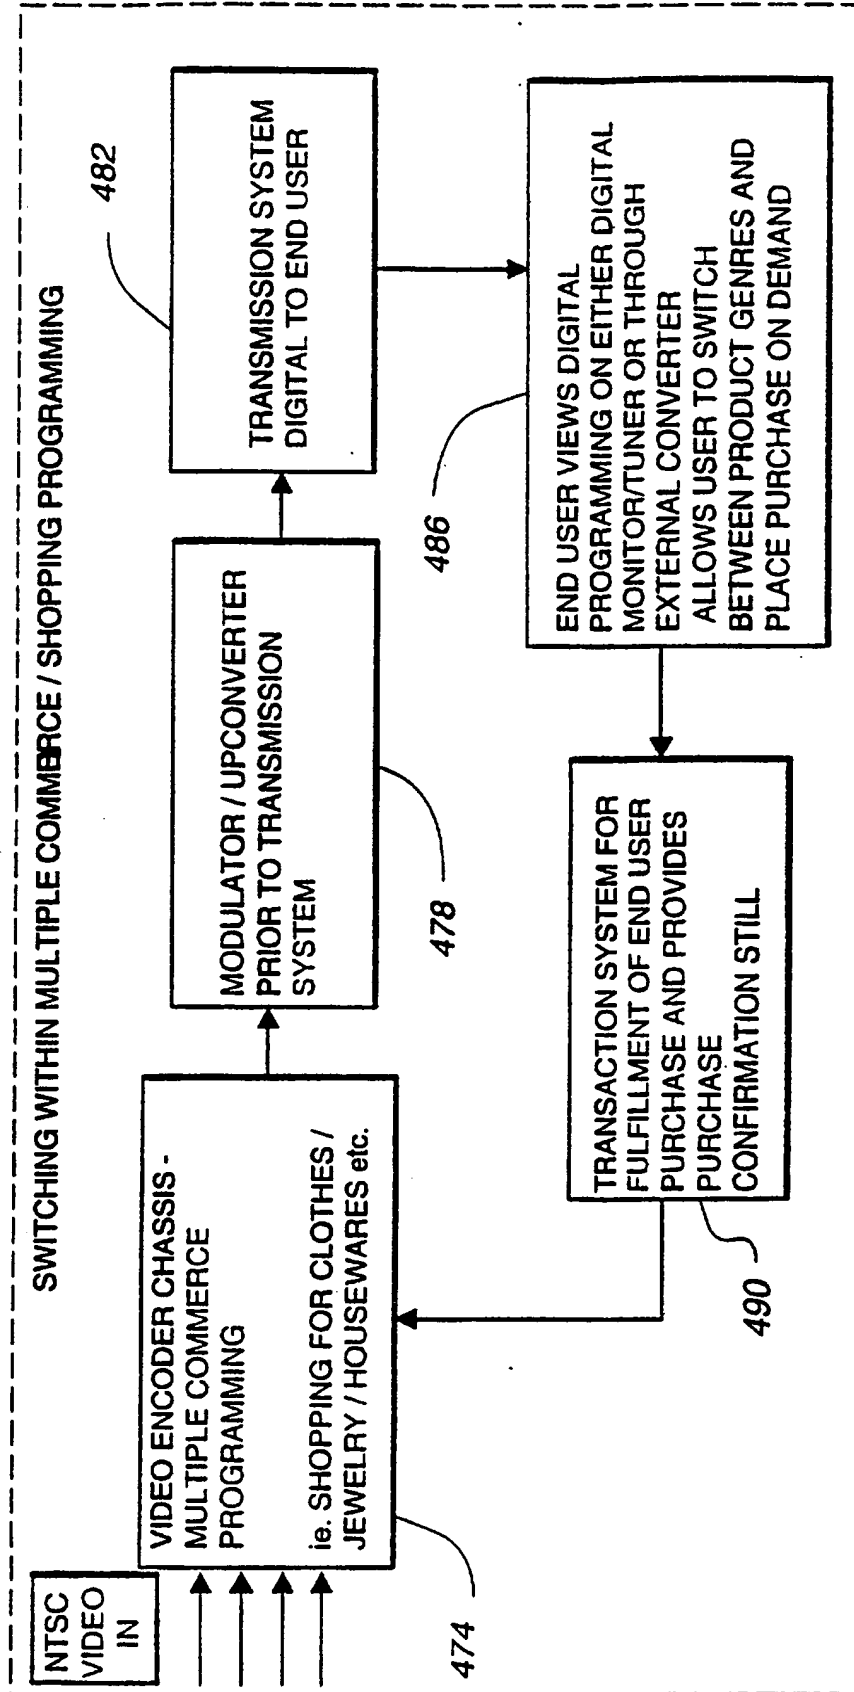 SWITCHING WITHIN MULTIPLE COMMERCE / SHOPPING PROGRAMMING
NTSC
VIDEO
IN
VIDEO ENCODER CHASSIS -
MULTIPLE COMMERCE
PROGRAMMING
ie. SHOPPING FOR CLOTHES /
JEWELRY / HOUSEWARES etc.
474
MODULATOR / UPCONVERTER
PRIOR TO TRANSMISSION
SYSTEM
478
TRANSMISSION SYSTEM
DIGITAL TO END USER
482
END USER VIEWS DIGITAL
PROGRAMMING ON EITHER DIGITAL
MONITOR/TUNER OR THROUGH
EXTERNAL CONVERTER
ALLOWS USER TO SWITCH
BETWEEN PRODUCT GENRES AND
PLACE PURCHASE ON DEMAND
486
TRANSACTION SYSTEM FOR
FULFILLMENT OF END USER
PURCHASE AND PROVIDES
PURCHASE
CONFIRMATION STILL
490